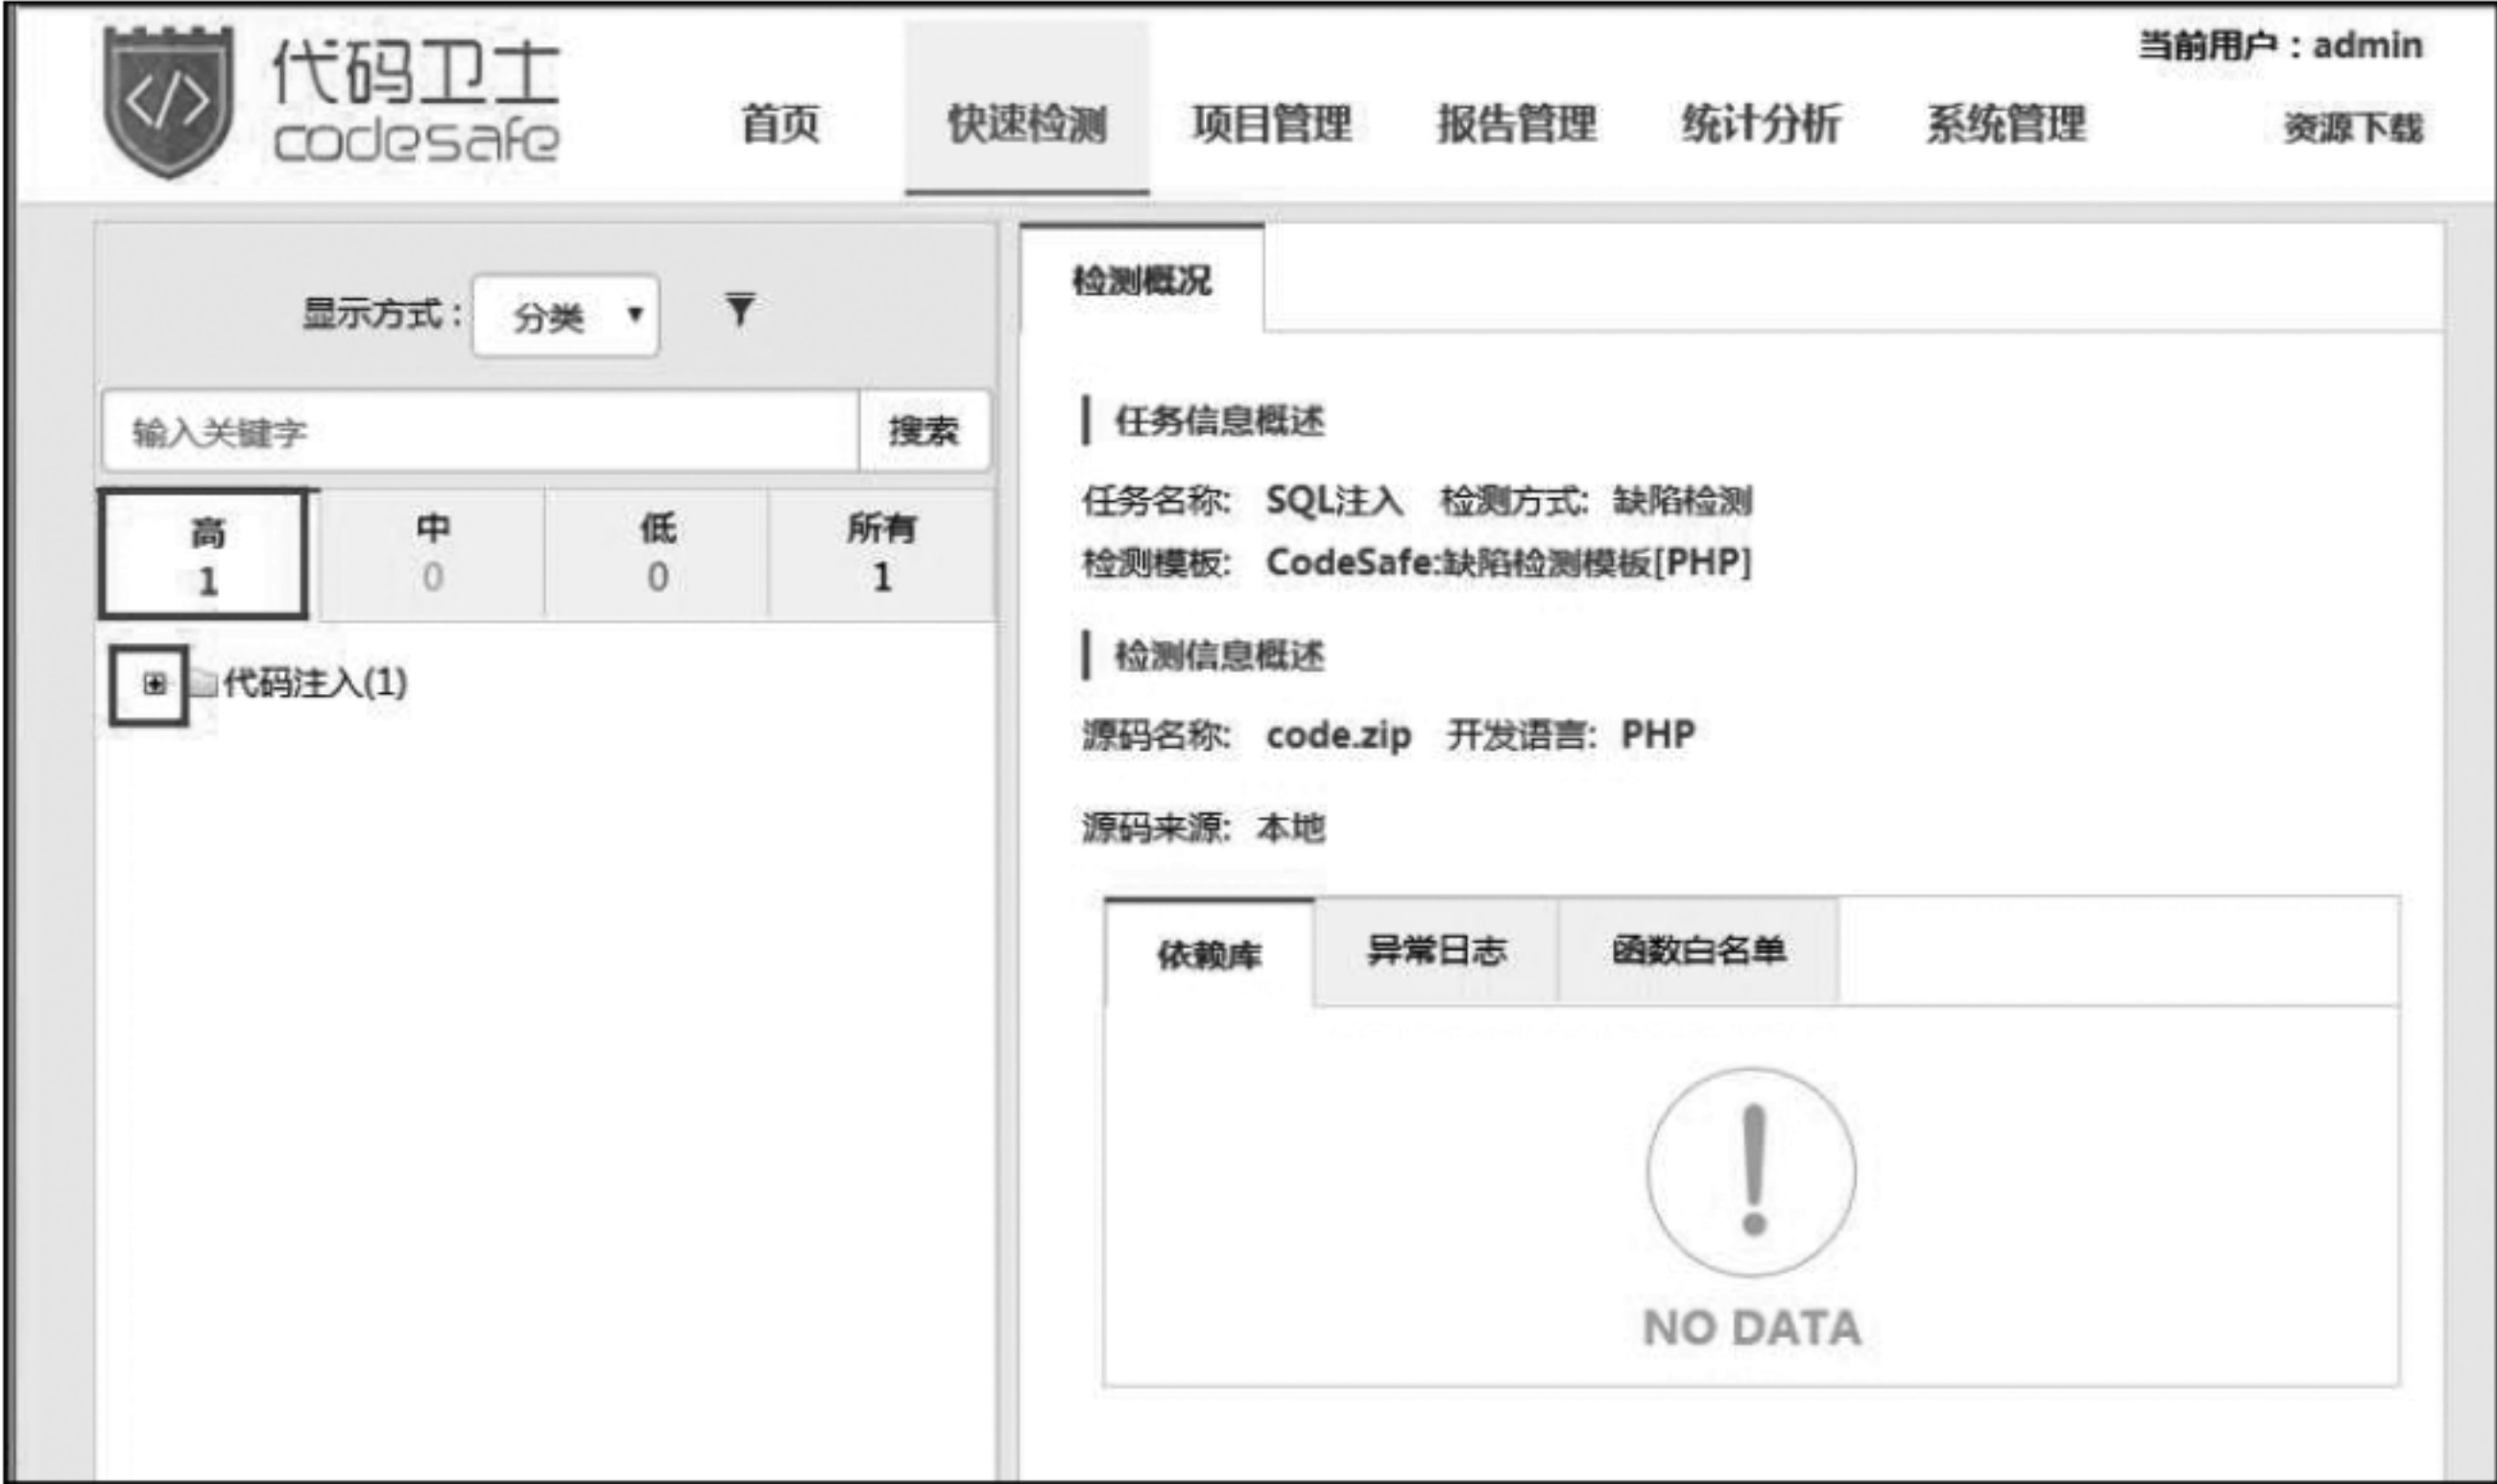 代码卫士
codesafe
当前用户：admin
首页 快速检测 项目管理 报告管理 统计分析 系统管理 资源下载
显示方式： 分类
输入关键字 搜索
高 中 低 所有
1 0 0 1
代码注入(1)
检测概况
任务信息概述
任务名称: SQL注入 检测方式: 缺陷检测
检测模板: CodeSafe:缺陷检测模板[PHP]
检测信息概述
源码名称: code.zip 开发语言: PHP
源码来源: 本地
依赖库 异常日志 函数白名单
NO DATA